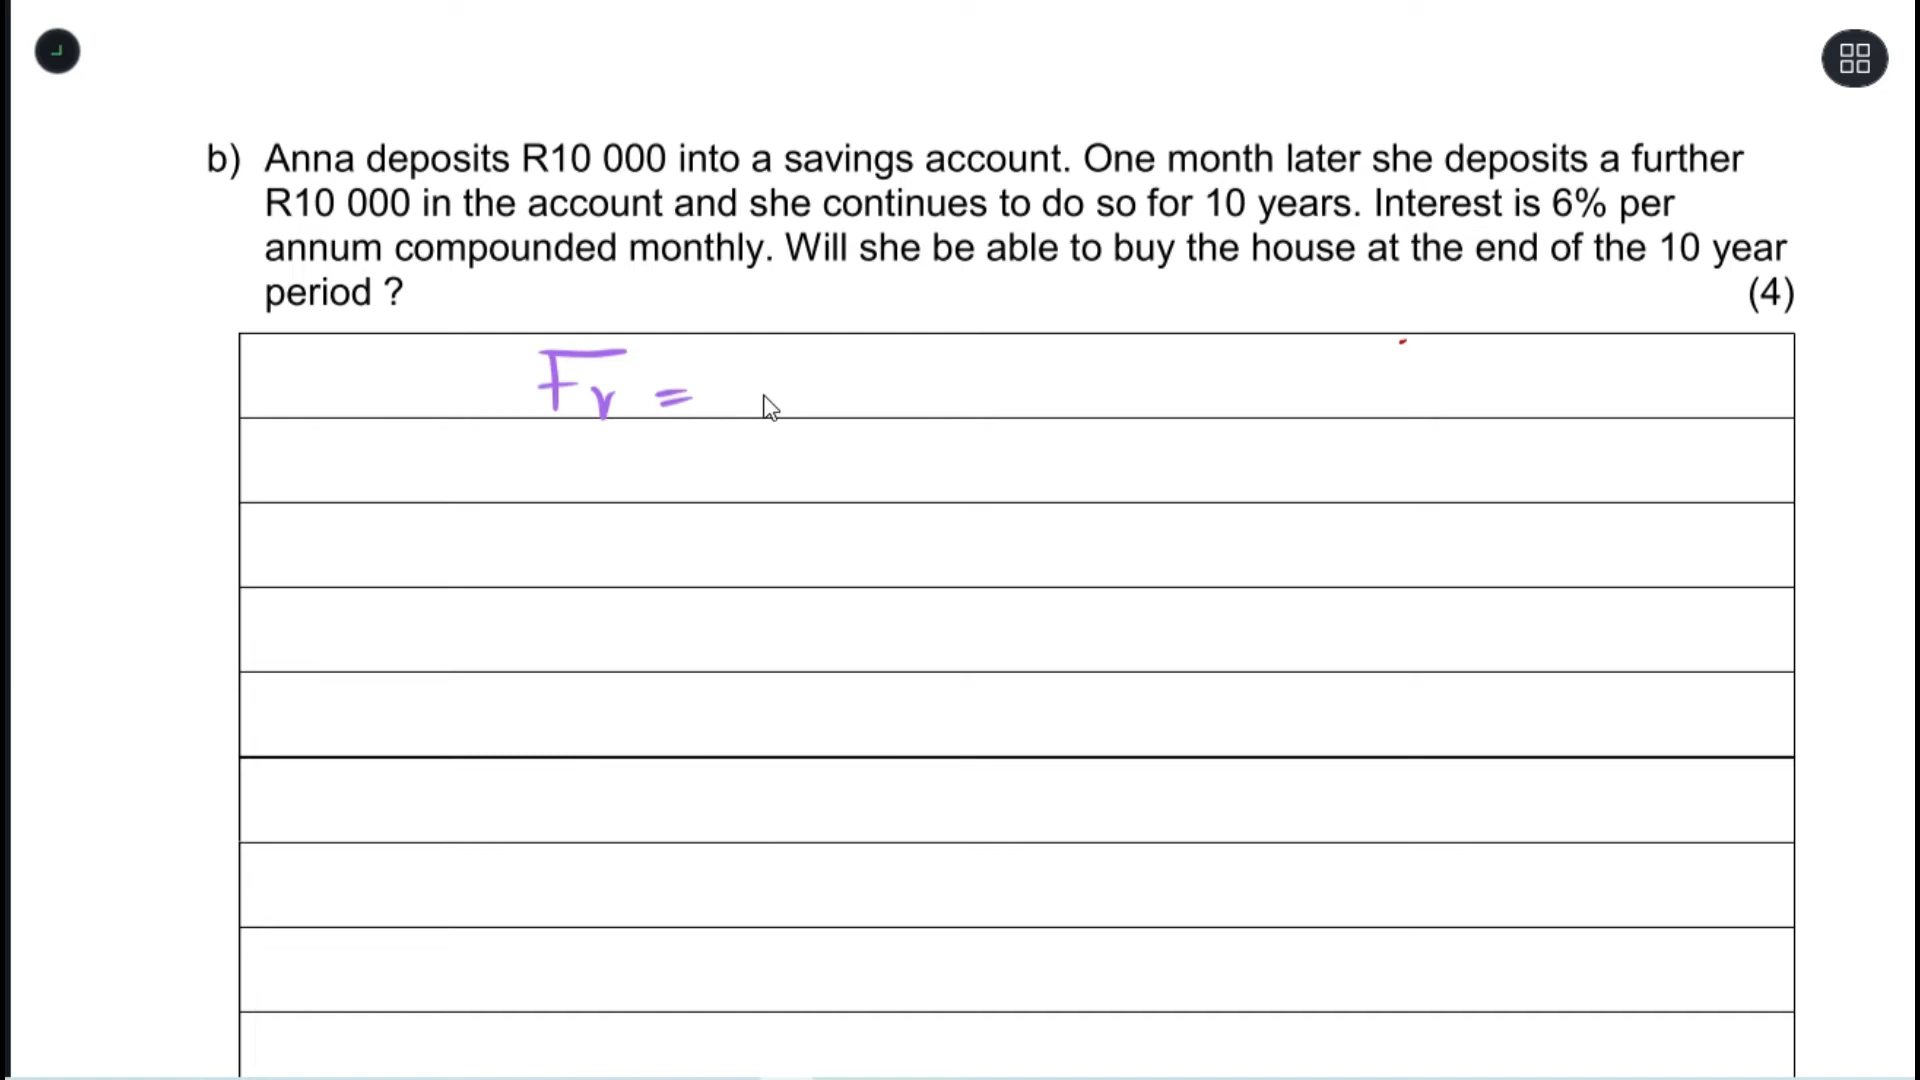 b) Anna deposits R10 000 into a savings account. One month later she deposits a further
R10 000 in the account and she continues to do so for 10 years. Interest is 6% per
annum compounded monthly. Will she be able to buy the house at the end of the 10 year
period ? (4)
Fv =